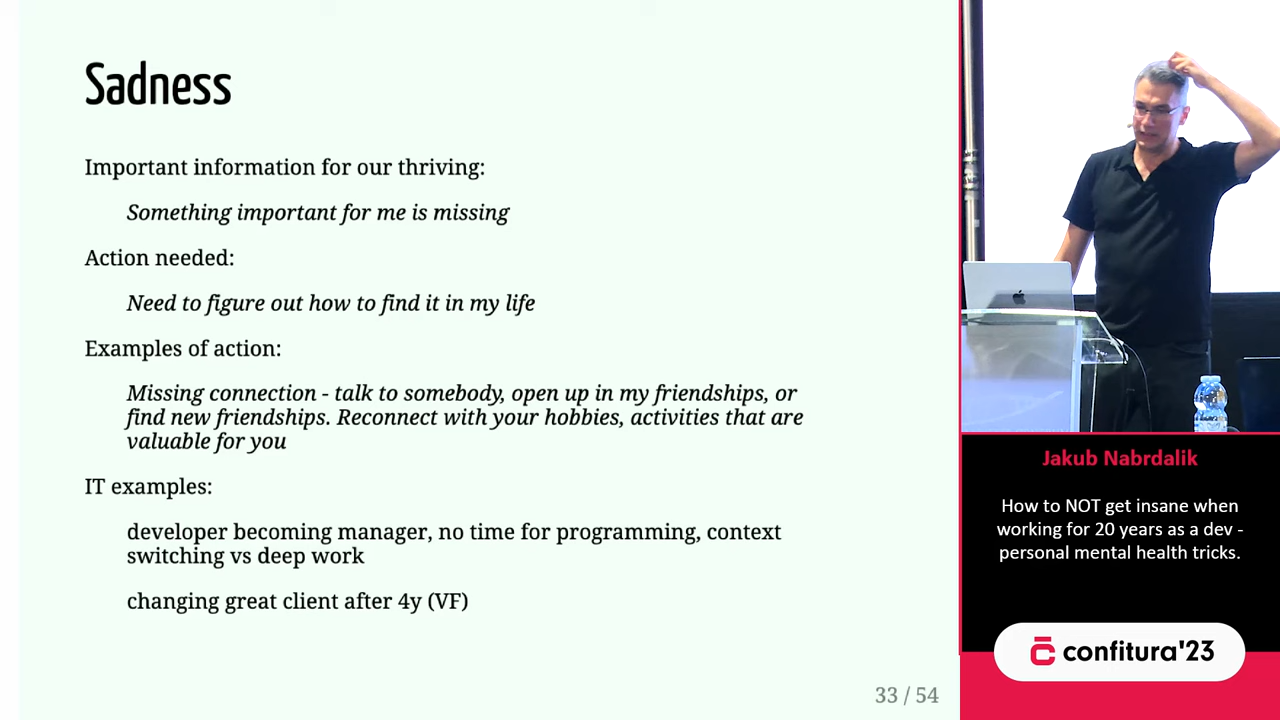 Sadness
Important information for our thriving:
Something important for me is missing
Action needed:
Need to figure out how to find it in my life
Examples of action:
Missing connection - talk to somebody, open up in my friendships, or
find new friendships. Reconnect with your hobbies, activities that are
valuable for you
IT examples:
developer becoming manager, no time for programming, context
switching vs deep work
changing great client after 4y (VF)
33 / 54
Jakub Nabrdalik
How to NOT get insane when
working for 20 years as a dev -
personal mental health tricks.
confitura'23